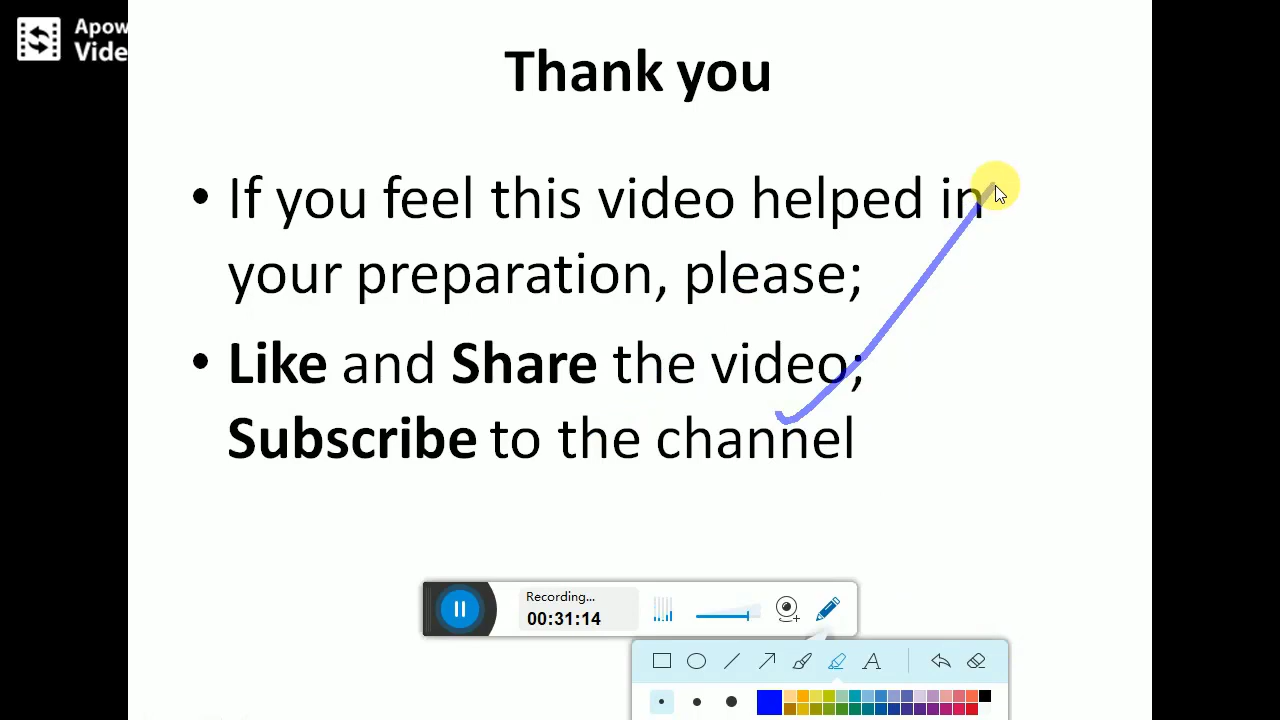 Apow
Vide
Thank you
• If you feel this video helped in
your preparation, please;
• Like and Share the video;
Subscribe to the channel
Recording...
00:31:14
A